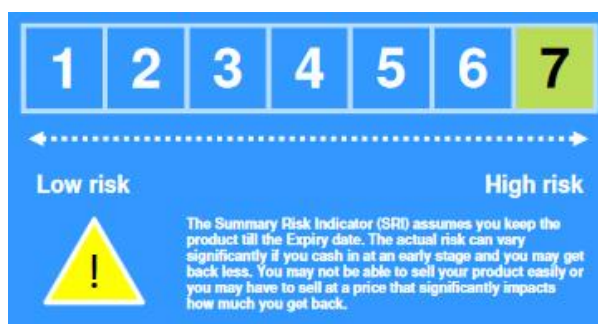 1 2 3 4 5 6 7
Low risk High risk
!
The Summary Risk Indicator (SRI) assumes you keep the
product till the Expiry date. The actual risk can vary
significantly if you cash in at an early stage and you may get
back less. You may not be able to sell your product easily or
you may have to sell at a price that significantly impacts
how much you get back.